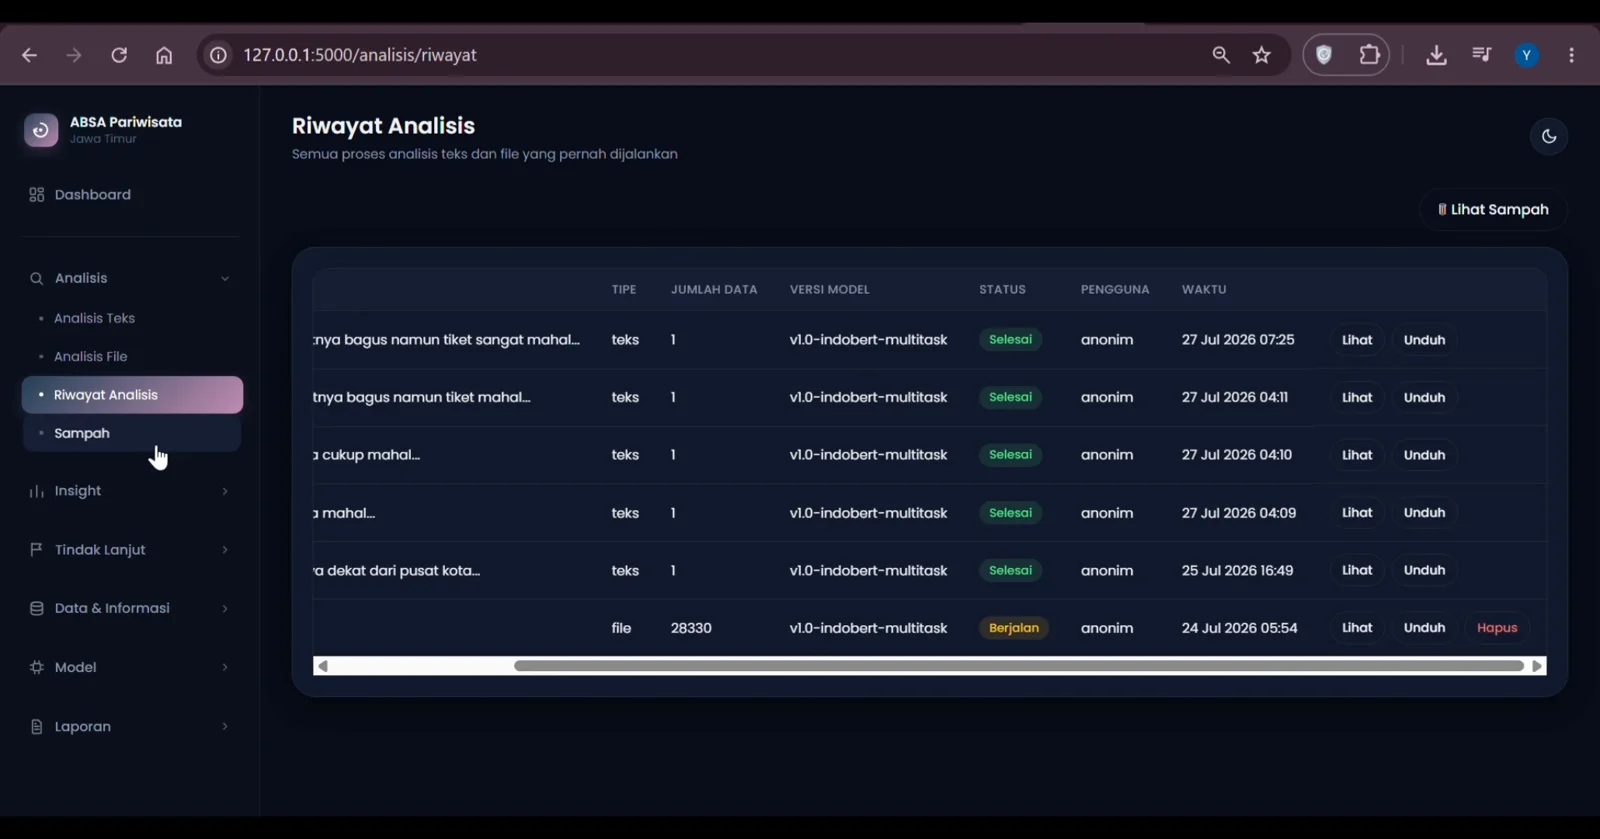 127.0.0.1:5000/analisis/riwayat
Y
ABSA Pariwisata
Jawa Timur
Dashboard
Analisis
Analisis Teks
Analisis File
Riwayat Analisis
Sampah
Insight
Tindak Lanjut
Data & Informasi
Model
Laporan
Riwayat Analisis
Semua proses analisis teks dan file yang pernah dijalankan
Lihat Sampah
TIPE JUMLAH DATA VERSI MODEL STATUS PENGGUNA WAKTU
tnya bagus namun tiket sangat mahal... teks 1 v1.0-indobert-multitask Selesai anonim 27 Jul 2026 07:25 Lihat Unduh
tnya bagus namun tiket mahal... teks 1 v1.0-indobert-multitask Selesai anonim 27 Jul 2026 04:11 Lihat Unduh
a cukup mahal... teks 1 v1.0-indobert-multitask Selesai anonim 27 Jul 2026 04:10 Lihat Unduh
a mahal... teks 1 v1.0-indobert-multitask Selesai anonim 27 Jul 2026 04:09 Lihat Unduh
ya dekat dari pusat kota... teks 1 v1.0-indobert-multitask Selesai anonim 25 Jul 2026 16:49 Lihat Unduh
file 28330 v1.0-indobert-multitask Berjalan anonim 24 Jul 2026 05:54 Lihat Unduh Hapus